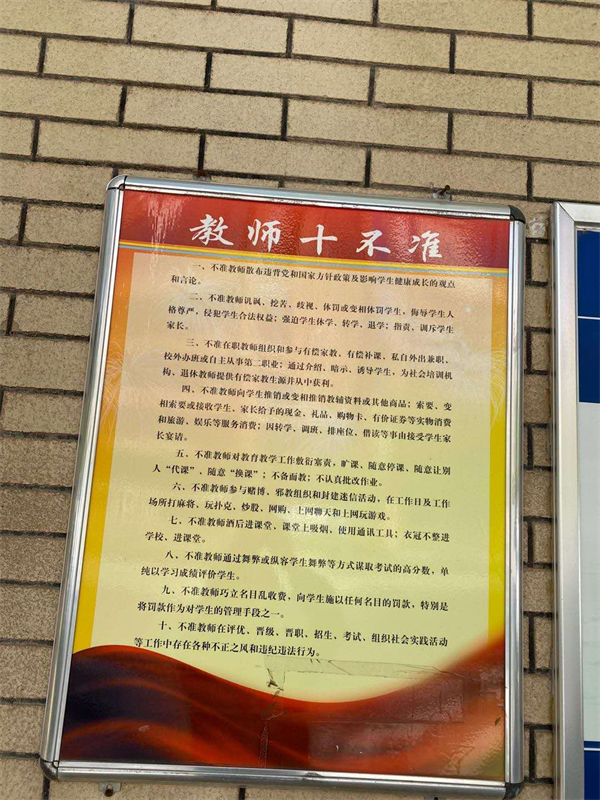 教师十不准
一、不准教师散布违背党和国家方针政策及影响学生健康成长的观点
和言论。
二、不准教师讥讽、挖苦、歧视、体罚或变相体罚学生，侮辱学生人
格尊严，侵犯学生合法权益；强迫学生休学、转学、退学；指责、训斥学生
家长。
三、不准在职教师组织和参与有偿家教、有偿补课、私自外出兼职、
校外办班或自主从事第二职业；通过介绍、暗示、诱导学生，为社会培训机
构、退休教师提供有偿家教生源并从中获利。
四、不准教师向学生推销或变相推销教辅资料或其他商品；索要、变
相索要或接收学生、家长给予的现金、礼品、购物卡、有价证券等实物消费
和旅游、娱乐等服务消费；因转学、调班、排座位、借读等事由接受学生家
长宴请。
五、不准教师对教育教学工作敷衍塞责，旷课、随意停课、随意让别
人“代课”、随意“换课”；不备而教；不认真批改作业。
六、不准教师参与赌博、邪教组织和封建迷信活动，在工作日及工作
场所打麻将、玩扑克，炒股，网购、上网聊天和上网玩游戏。
七、不准教师酒后进课堂、课堂上吸烟、使用通讯工具；衣冠不整进
学校、进课堂。
八、不准教师通过舞弊或纵容学生舞弊等方式谋取考试的高分数，单
纯以学习成绩评价学生。
九、不准教师巧立名目乱收费，向学生施以任何名目的罚款，特别是
将罚款作为对学生的管理手段之一。
十、不准教师在评优、晋级、晋职、招生、考试、组织社会实践活动
等工作中存在各种不正之风和违纪违法行为。